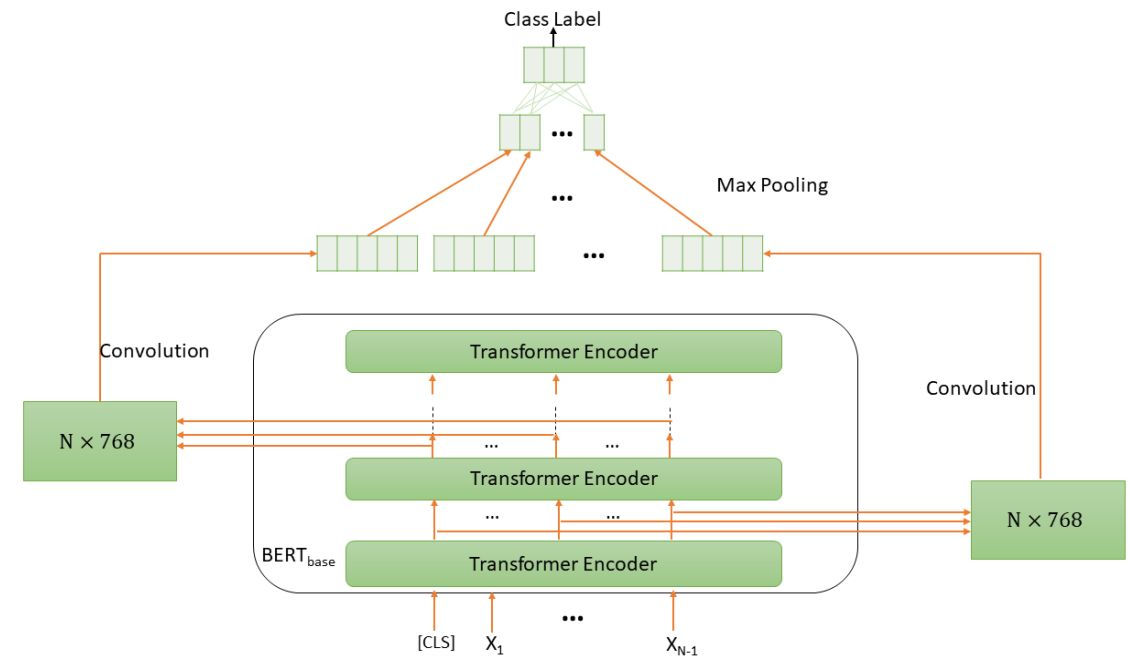 Class Label
...
...
Max Pooling
...
Transformer Encoder
Convolution
Convolution
N × 768
... ...
Transformer Encoder
... ...
N × 768
BERTbase
Transformer Encoder
...
[CLS] X1 XN-1